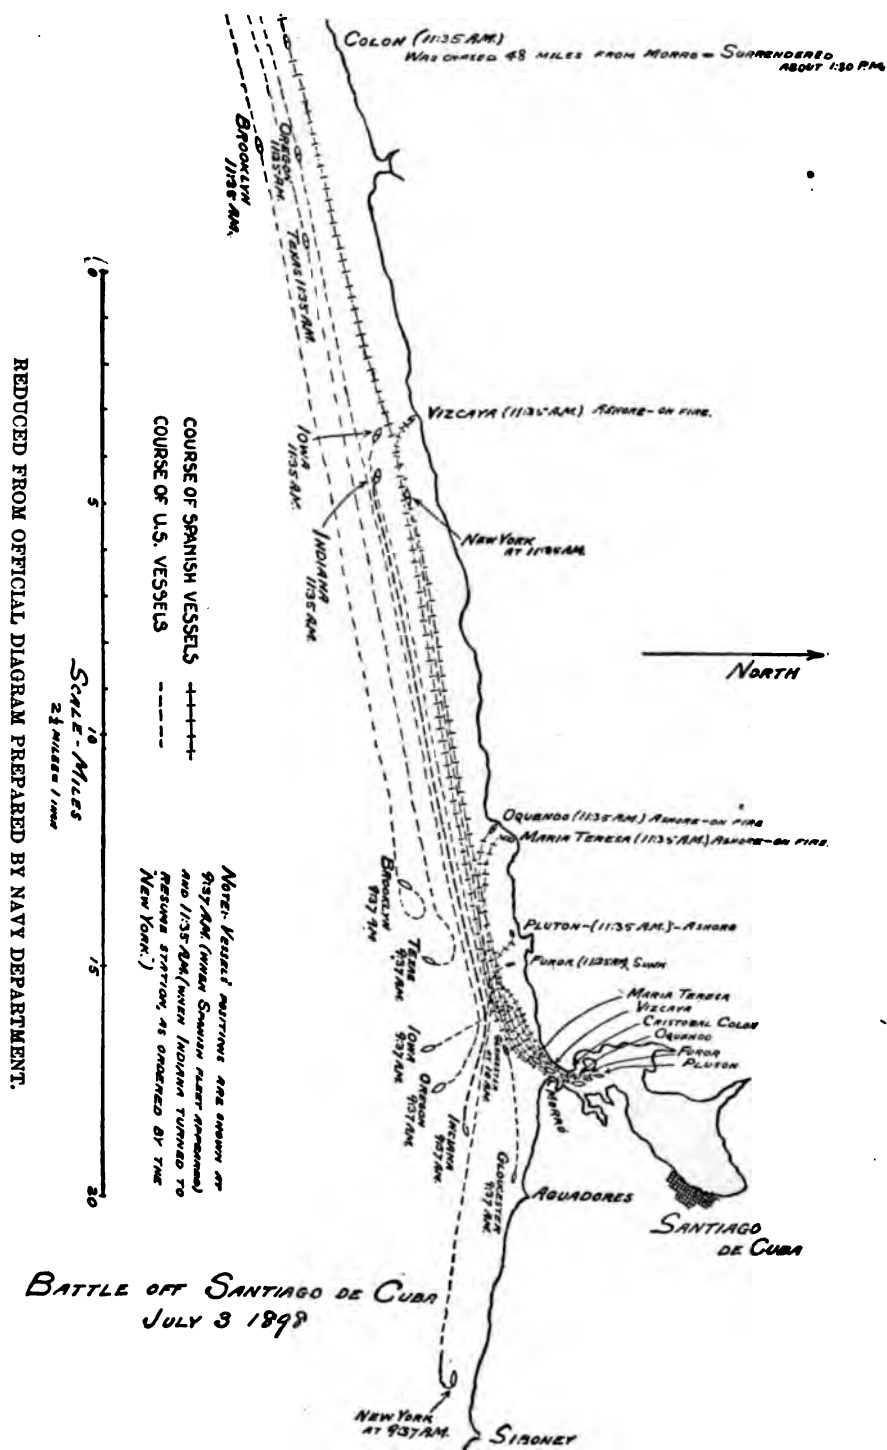 COLON (11:35 A.M.)
WAS CHASED 48 MILES FROM MORRO — SURRENDERED
ABOUT 1:30 P.M.
BROOKLYN
11:35 A.M.
OREGON
11:35 A.M.
TEXAS 11:35 A.M.
VIZCAYA (11:35 A.M.) ASHORE — ON FIRE.
IOWA
11:35 A.M.
INDIANA
11:35 A.M.
NEW YORK
AT 11:35 A.M.
NORTH
COURSE OF SPANISH VESSELS
COURSE OF U.S. VESSELS
0
5
10
15
20
SCALE - MILES
2½ MILES = 1 INCH
REDUCED FROM OFFICIAL DIAGRAM PREPARED BY NAVY DEPARTMENT.
OQUENDO (11:35 A.M.) ASHORE — ON FIRE
MARIA TERESA (11:35 A.M.) ASHORE — ON FIRE.
PLUTON — (11:35 A.M.) — ASHORE
FUROR (11:35 A.M.) SUNK
MARIA TERESA
VIZCAYA
CRISTOBAL COLON
OQUENDO
FUROR
PLUTON
BROOKLYN
9:37 A.M.
TEXAS
9:37 A.M.
IOWA
9:37 A.M.
OREGON
9:37 A.M.
INDIANA
9:37 A.M.
GLOUCESTER
GLOUCESTER
9:37 A.M.
MORRO
AGUADORES
SANTIAGO
DE CUBA
NOTE:- VESSELS' POSITIONS ARE SHOWN AT
9:37 A.M. (WHEN SPANISH FLEET APPEARED)
AND 11:35 A.M. (WHEN INDIANA TURNED TO
RESUME STATION, AS ORDERED BY THE
"NEW YORK.")
BATTLE OFF SANTIAGO DE CUBA
JULY 3 1898
NEW YORK
AT 9:37 A.M.
SIBONEY